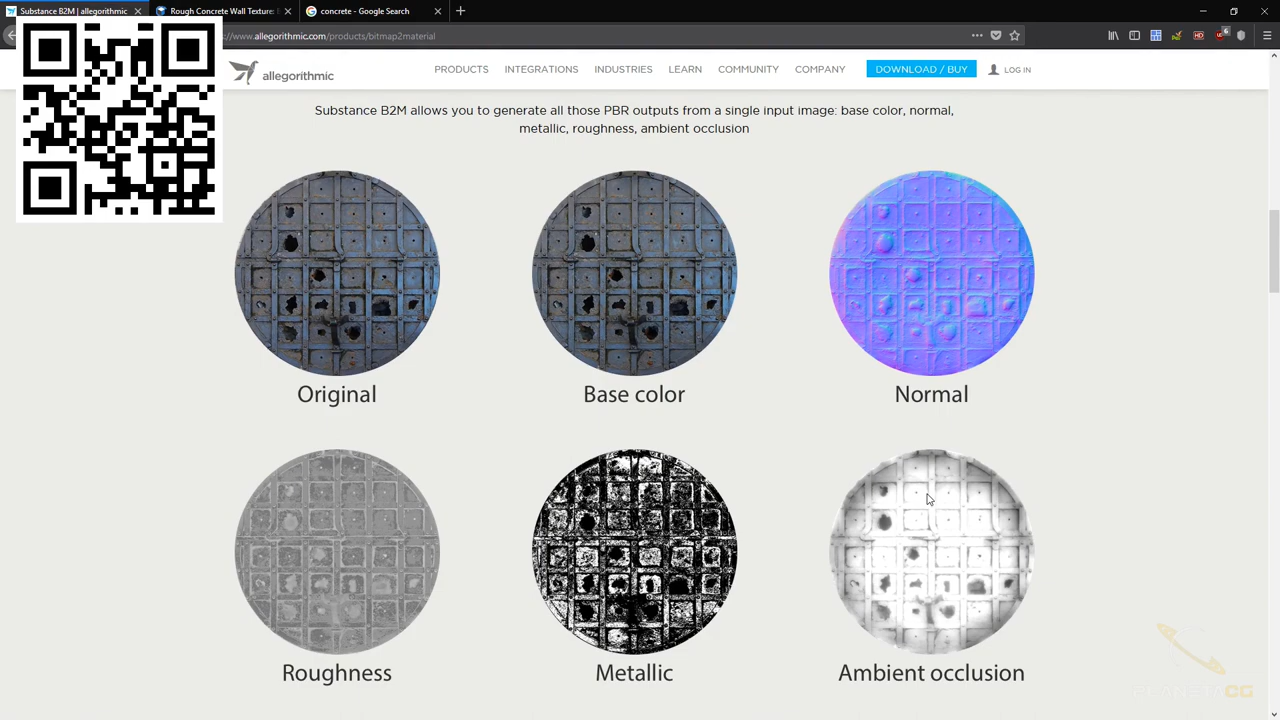 Substance B2M | allegorithmic
Rough Concrete Wall Texture:
concrete - Google Search
www.allegorithmic.com/products/bitmap2material
allegorithmic
PRODUCTS INTEGRATIONS INDUSTRIES LEARN COMMUNITY COMPANY DOWNLOAD / BUY LOG IN
Substance B2M allows you to generate all those PBR outputs from a single input image: base color, normal,
metallic, roughness, ambient occlusion
Original
Base color
Normal
Roughness
Metallic
Ambient occlusion
PLANETACG